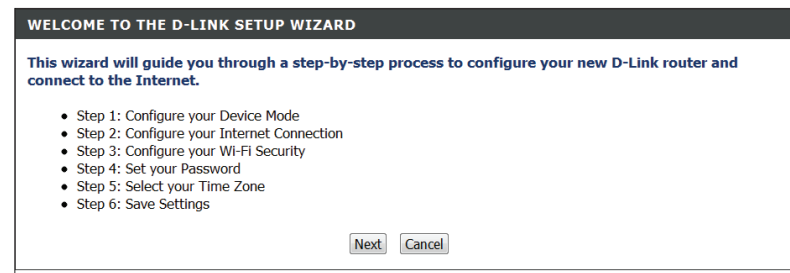 WELCOME TO THE D-LINK SETUP WIZARD
This wizard will guide you through a step-by-step process to configure your new D-Link router and
connect to the Internet.
• Step 1: Configure your Device Mode
• Step 2: Configure your Internet Connection
• Step 3: Configure your Wi-Fi Security
• Step 4: Set your Password
• Step 5: Select your Time Zone
• Step 6: Save Settings
Next Cancel